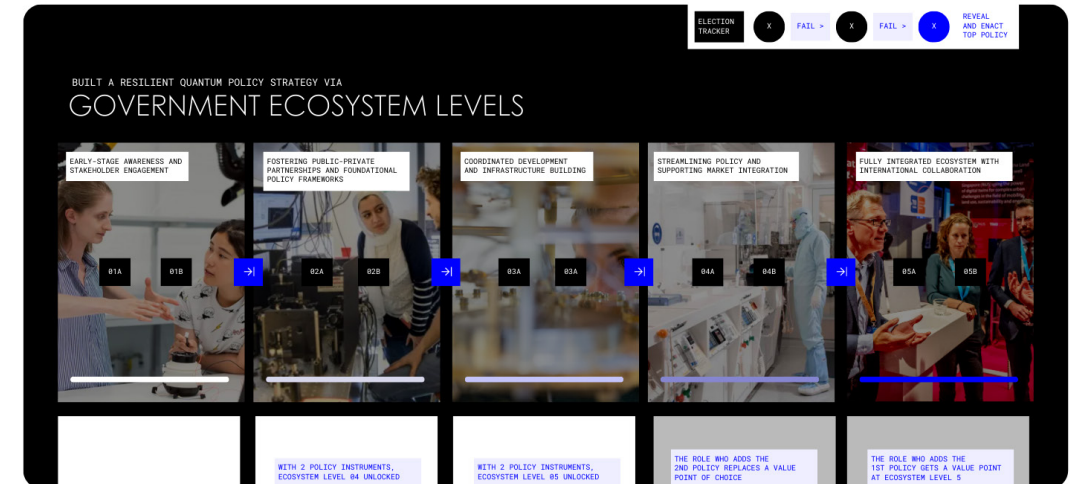 ELECTION
TRACKER
X
FAIL >
X
FAIL >
X
REVEAL
AND ENACT
TOP POLICY
BUILT A RESILIENT QUANTUM POLICY STRATEGY VIA
GOVERNMENT ECOSYSTEM LEVELS
EARLY-STAGE AWARENESS AND
STAKEHOLDER ENGAGEMENT
01A
01B
FOSTERING PUBLIC-PRIVATE
PARTNERSHIPS AND FOUNDATIONAL
POLICY FRAMEWORKS
02A
02B
COORDINATED DEVELOPMENT
AND INFRASTRUCTURE BUILDING
03A
03A
STREAMLINING POLICY AND
SUPPORTING MARKET INTEGRATION
04A
04B
FULLY INTEGRATED ECOSYSTEM WITH
INTERNATIONAL COLLABORATION
05A
05B
WITH 2 POLICY INSTRUMENTS,
ECOSYSTEM LEVEL 04 UNLOCKED
WITH 2 POLICY INSTRUMENTS,
ECOSYSTEM LEVEL 05 UNLOCKED
THE ROLE WHO ADDS THE
2ND POLICY REPLACES A VALUE
POINT OF CHOICE
THE ROLE WHO ADDS THE
1ST POLICY GETS A VALUE POINT
AT ECOSYSTEM LEVEL 5